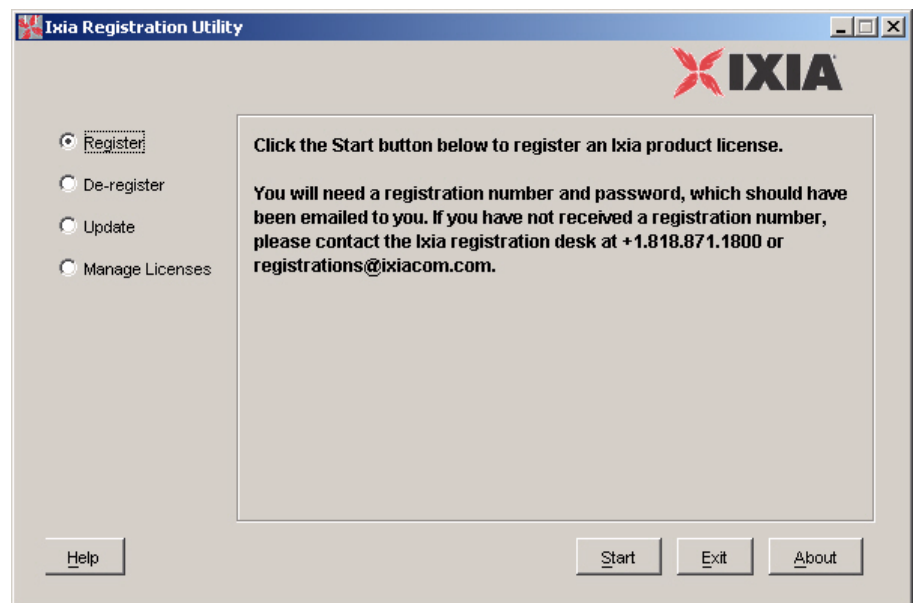 Ixia Registration Utility
IXIA
Register
De-register
Update
Manage Licenses
Click the Start button below to register an Ixia product license.
You will need a registration number and password, which should have
been emailed to you. If you have not received a registration number,
please contact the Ixia registration desk at +1.818.871.1800 or
registrations@ixiacom.com.
Help
Start
Exit
About